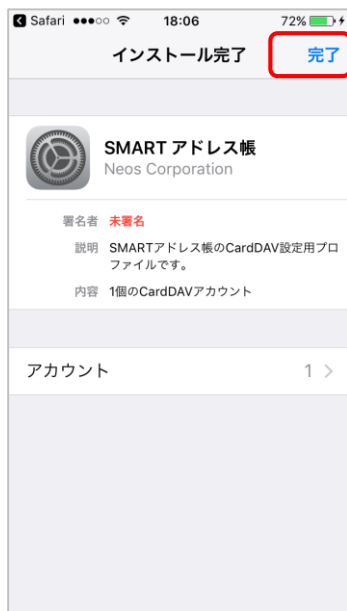 Safari 18:06 72%
インストール完了 完了
SMART アドレス帳
Neos Corporation
署名者 未署名
説明 SMARTアドレス帳のCardDAV設定用プロ
ファイルです。
内容 1個のCardDAVアカウント
アカウント 1